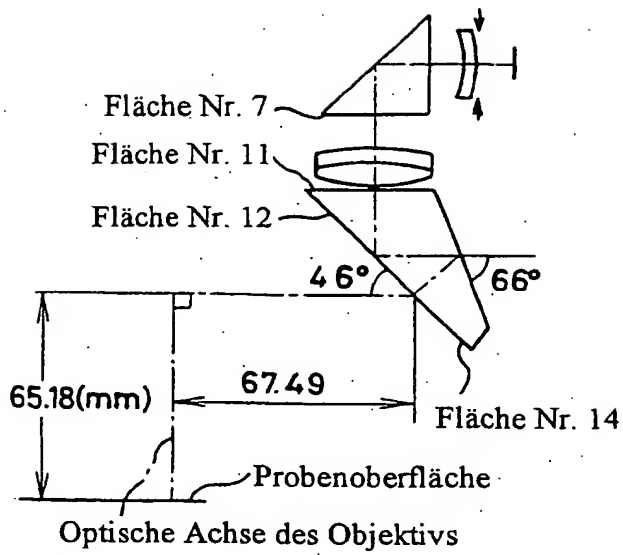 Fläche Nr. 7
Fläche Nr. 11
Fläche Nr. 12
46°
66°
65.18(mm)
67.49
Fläche Nr. 14
Probenoberfläche
Optische Achse des Objektivs